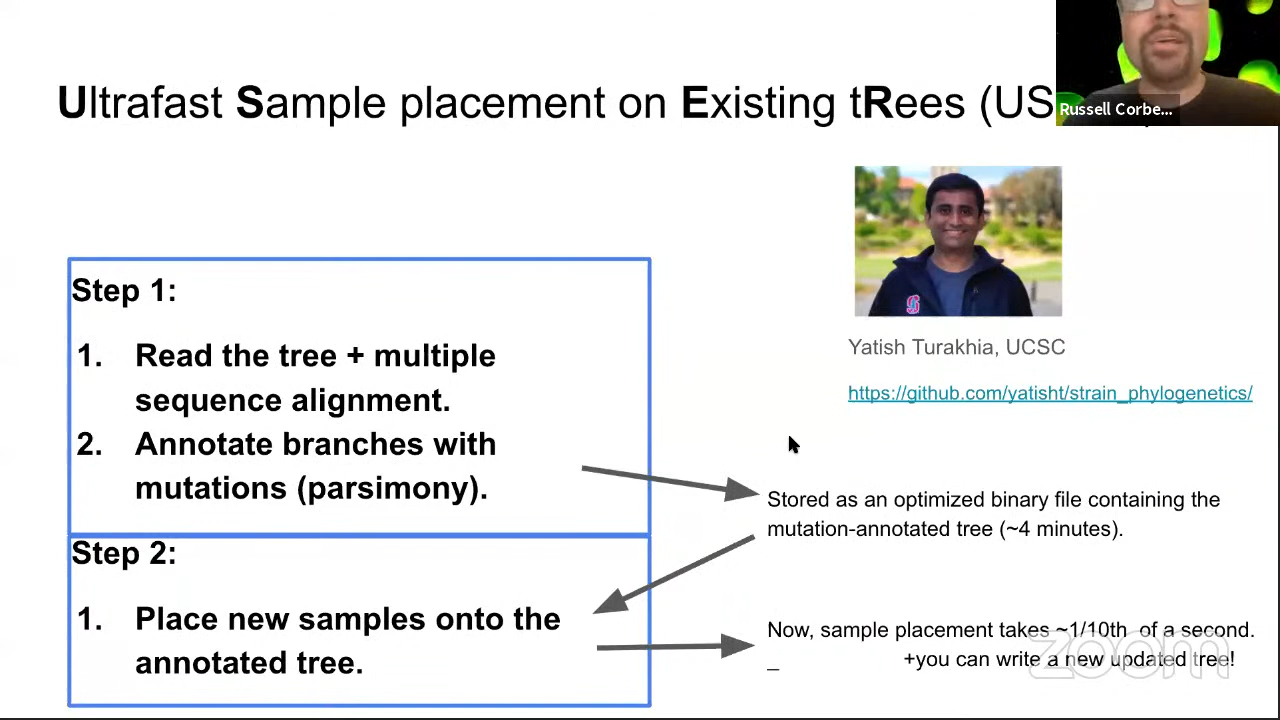 Ultrafast Sample placement on Existing tRees (US
Russell Corbe...
Step 1:
1. Read the tree + multiple
sequence alignment.
2. Annotate branches with
mutations (parsimony).
Yatish Turakhia, UCSC
https://github.com/yatisht/strain_phylogenetics/
Stored as an optimized binary file containing the
mutation-annotated tree (~4 minutes).
Step 2:
1. Place new samples onto the
annotated tree.
Now, sample placement takes ~1/10th of a second.
_ +you can write a new updated tree!
zoom